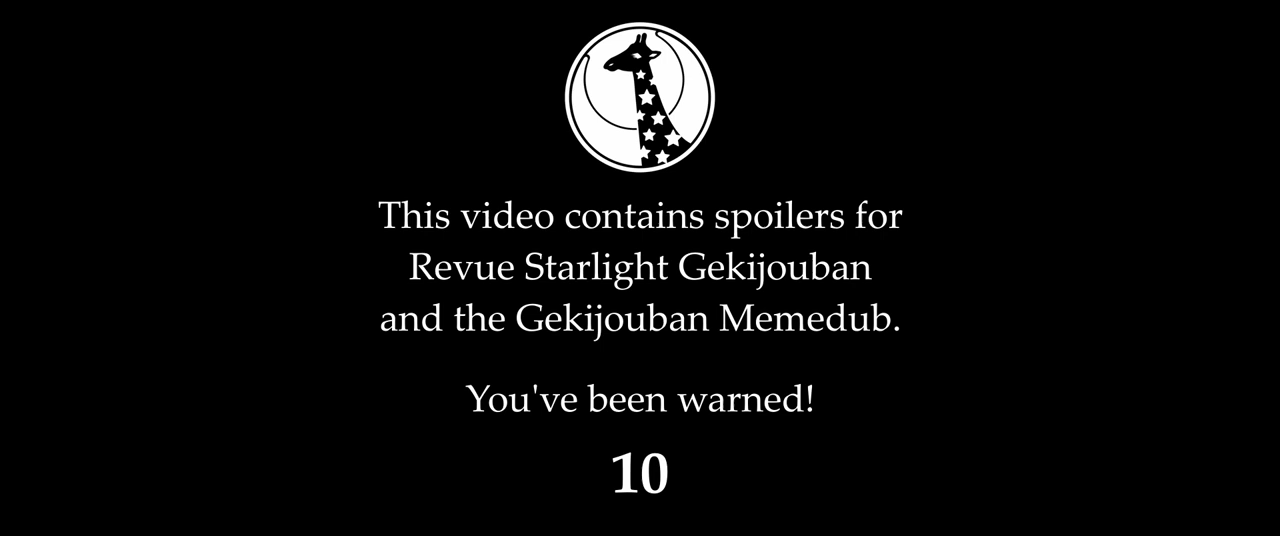 This video contains spoilers for
Revue Starlight Gekijouban
and the Gekijouban Memedub.
You've been warned!
10